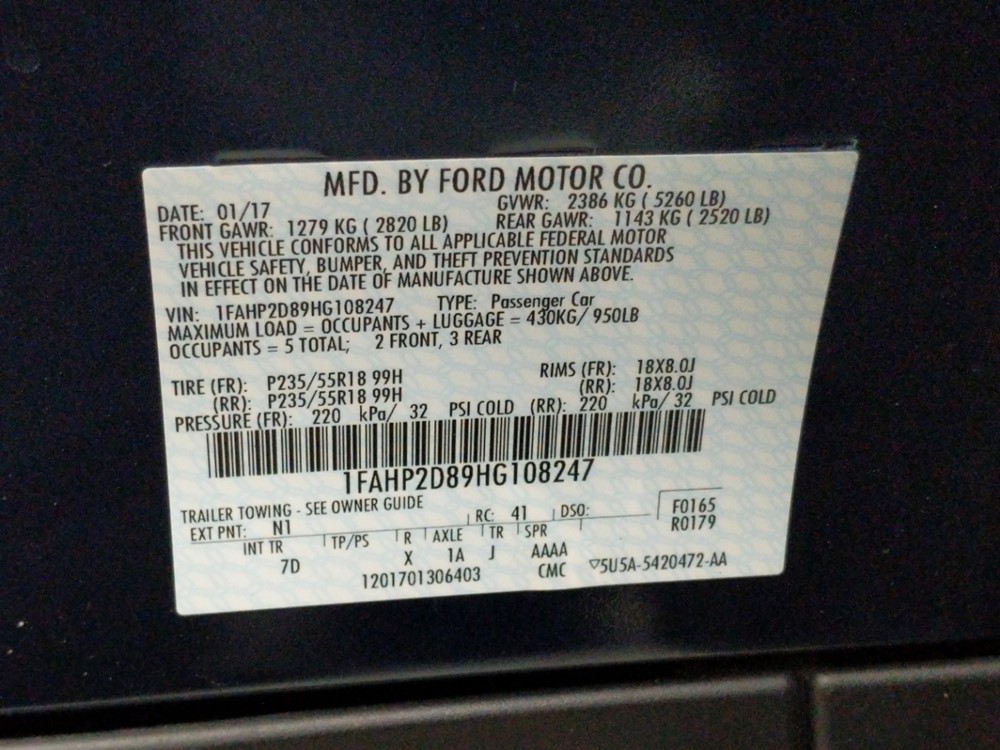 MFD. BY FORD MOTOR CO.
DATE: 01/17 GVWR: 2386 KG ( 5260 LB)
FRONT GAWR: 1279 KG ( 2820 LB) REAR GAWR: 1143 KG ( 2520 LB)
THIS VEHICLE CONFORMS TO ALL APPLICABLE FEDERAL MOTOR
VEHICLE SAFETY, BUMPER, AND THEFT PREVENTION STANDARDS
IN EFFECT ON THE DATE OF MANUFACTURE SHOWN ABOVE.
VIN: 1FAHP2D89HG108247 TYPE: Passenger Car
MAXIMUM LOAD = OCCUPANTS + LUGGAGE = 430KG/ 950LB
OCCUPANTS = 5 TOTAL; 2 FRONT, 3 REAR
TIRE (FR): P235/55R18 99H RIMS (FR): 18X8.0J
(RR): P235/55R18 99H (RR): 18X8.0J
PRESSURE (FR): 220 kPa/ 32 PSI COLD (RR): 220 kPa/ 32 PSI COLD
1FAHP2D89HG108247
TRAILER TOWING - SEE OWNER GUIDE F0165
EXT PNT: N1 RC: 41 DSO: R0179
INT TR TP/PS R AXLE TR SPR
7D X 1A J AAAA
1201701306403 CMC ▽5U5A-5420472-AA